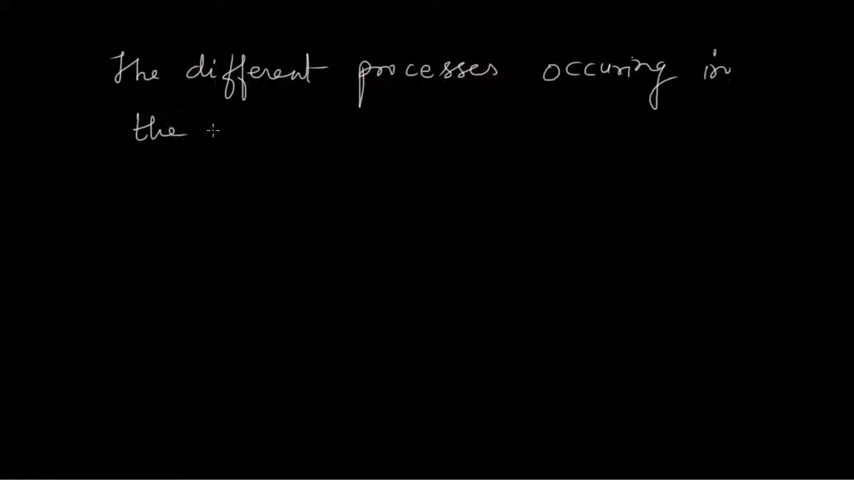 The different processes occuring in
the